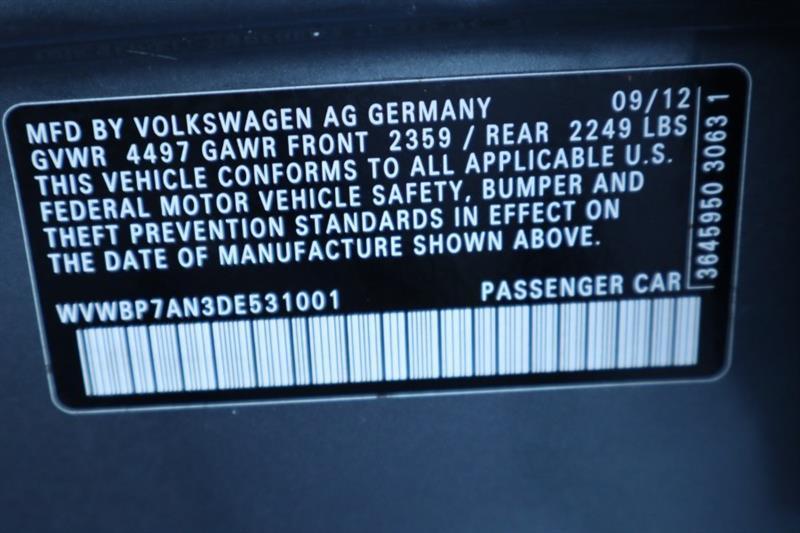 MFD BY VOLKSWAGEN AG GERMANY 09/12
GVWR 4497 GAWR FRONT 2359 / REAR 2249 LBS
THIS VEHICLE CONFORMS TO ALL APPLICABLE U.S.
FEDERAL MOTOR VEHICLE SAFETY, BUMPER AND
THEFT PREVENTION STANDARDS IN EFFECT ON
THE DATE OF MANUFACTURE SHOWN ABOVE.
WVWBP7AN3DE531001 PASSENGER CAR
3645950 3063 1